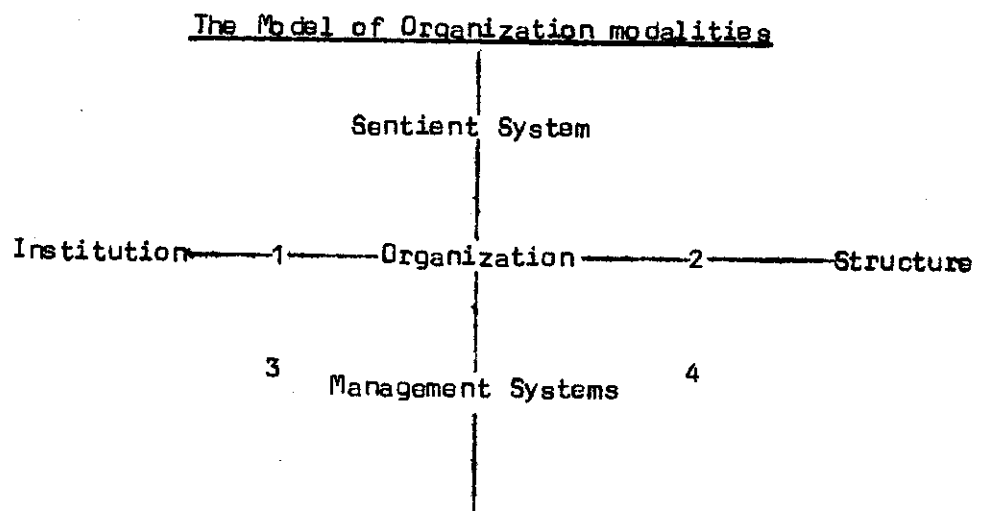 The Model of Organization modalities
Sentient System
Institution 1 Organization 2 Structure
3 4
Management Systems